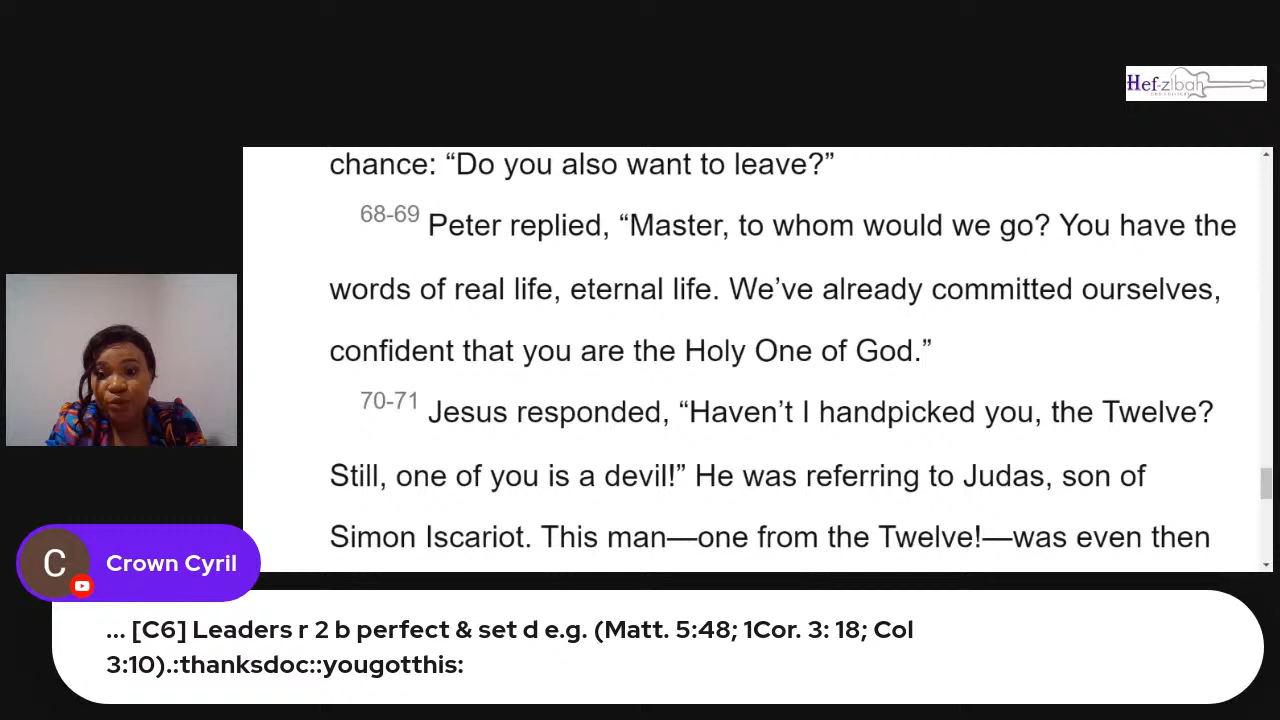 Hef-zibah
chance: “Do you also want to leave?”
68-69 Peter replied, “Master, to whom would we go? You have the
words of real life, eternal life. We’ve already committed ourselves,
confident that you are the Holy One of God.”
70-71 Jesus responded, “Haven’t I handpicked you, the Twelve?
Still, one of you is a devil!” He was referring to Judas, son of
Simon Iscariot. This man—one from the Twelve!—was even then
C
Crown Cyril
... [C6] Leaders r 2 b perfect & set d e.g. (Matt. 5:48; 1Cor. 3: 18; Col
3:10).:thanksdoc::yougotthis: